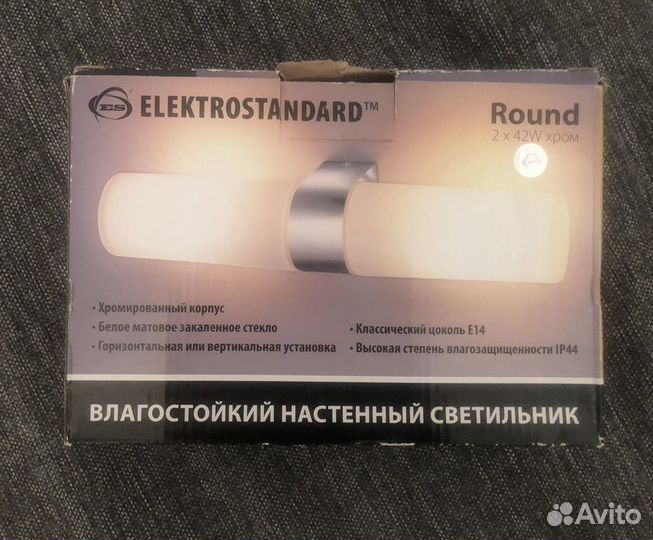 ES ELEKTROSTANDARD™
Round
2 x 42W хром
• Хромированный корпус
• Белое матовое закаленное стекло
• Горизонтальная или вертикальная установка
• Классический цоколь E14
• Высокая степень влагозащищенности IP44
ВЛАГОСТОЙКИЙ НАСТЕННЫЙ СВЕТИЛЬНИК
Avito